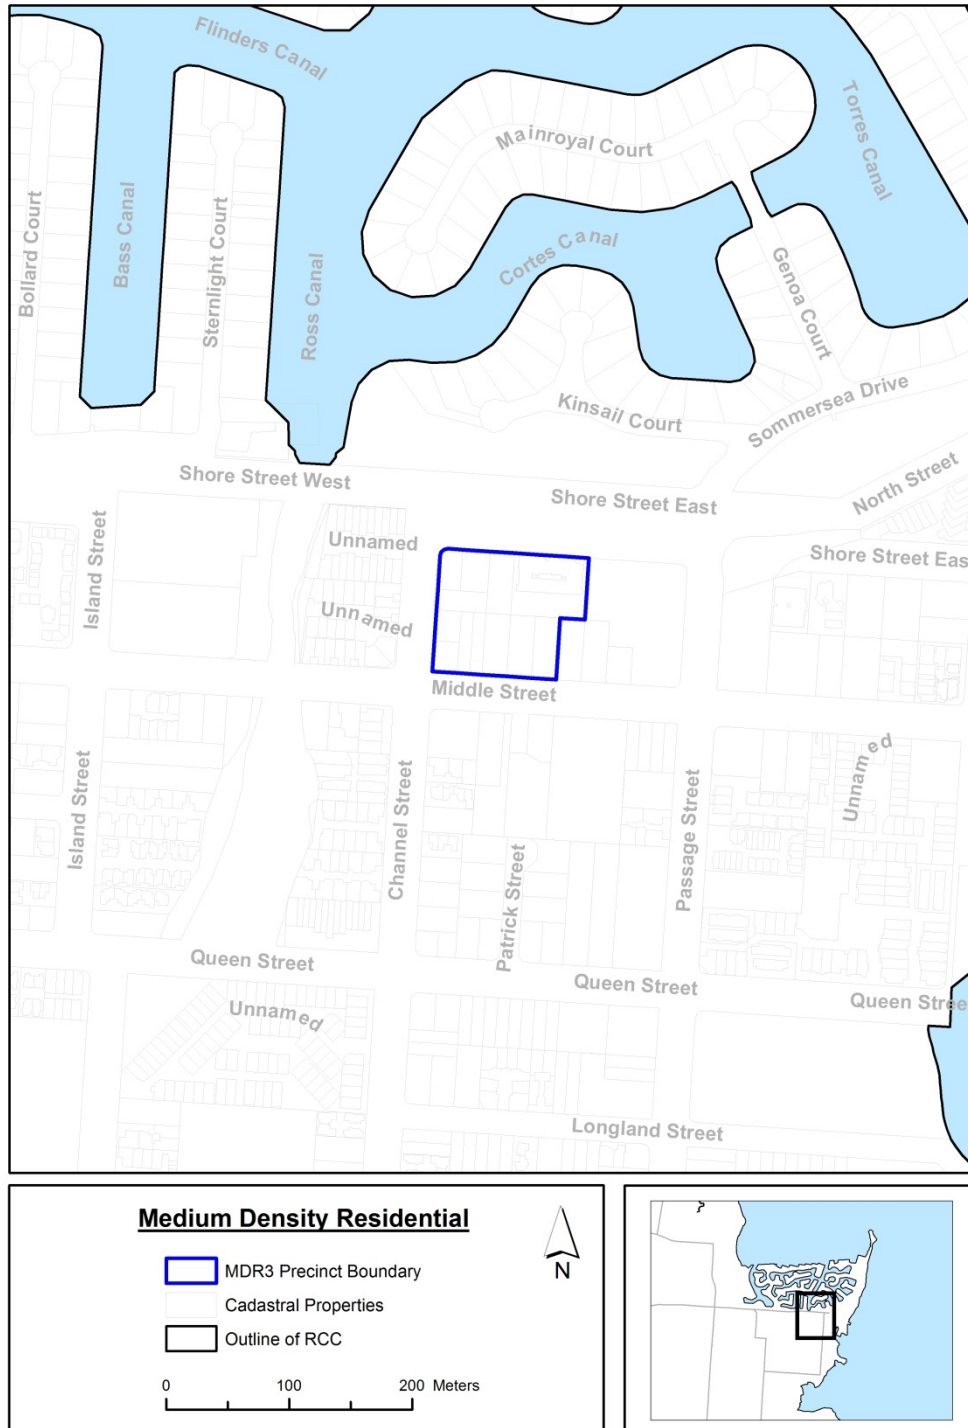 Flinders Canal
Torres Canal
Mainroyal Court
Bollard Court
Bass Canal
Sternlight Court
Ross Canal
Cortes Canal
Genoa Court
Kinsail Court
Sommersea Drive
Shore Street West
Shore Street East
North Street
Island Street
Unnamed
Shore Street Eas
Unnamed
Middle Street
Island Street
Channel Street
Patrick Street
Passage Street
Unnamed
Queen Street
Queen Street
Queen Stree
Unnamed
Longland Street
Medium Density Residential
MDR3 Precinct Boundary
Cadastral Properties
Outline of RCC
N
0 100 200 Meters